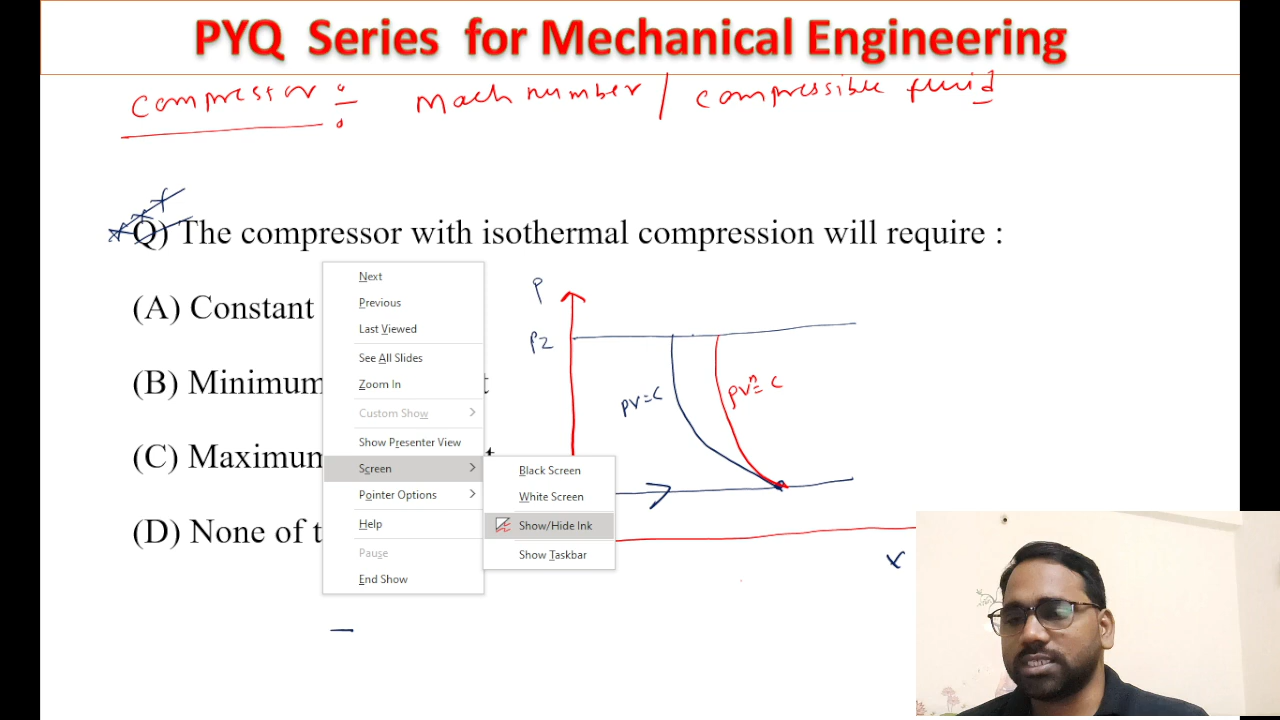 PYQ Series for Mechanical Engineering
Compressor : Mach number / compressible fluid
Q) The compressor with isothermal compression will require :
(A) Constant
(B) Minimum
(C) Maximum
(D) None of t
Next
Previous
Last Viewed
See All Slides
Zoom In
Custom Show
Show Presenter View
Screen
Pointer Options
Help
Pause
End Show
Black Screen
White Screen
Show/Hide Ink
Show Taskbar
P
P2
PV=C
PVⁿ=C